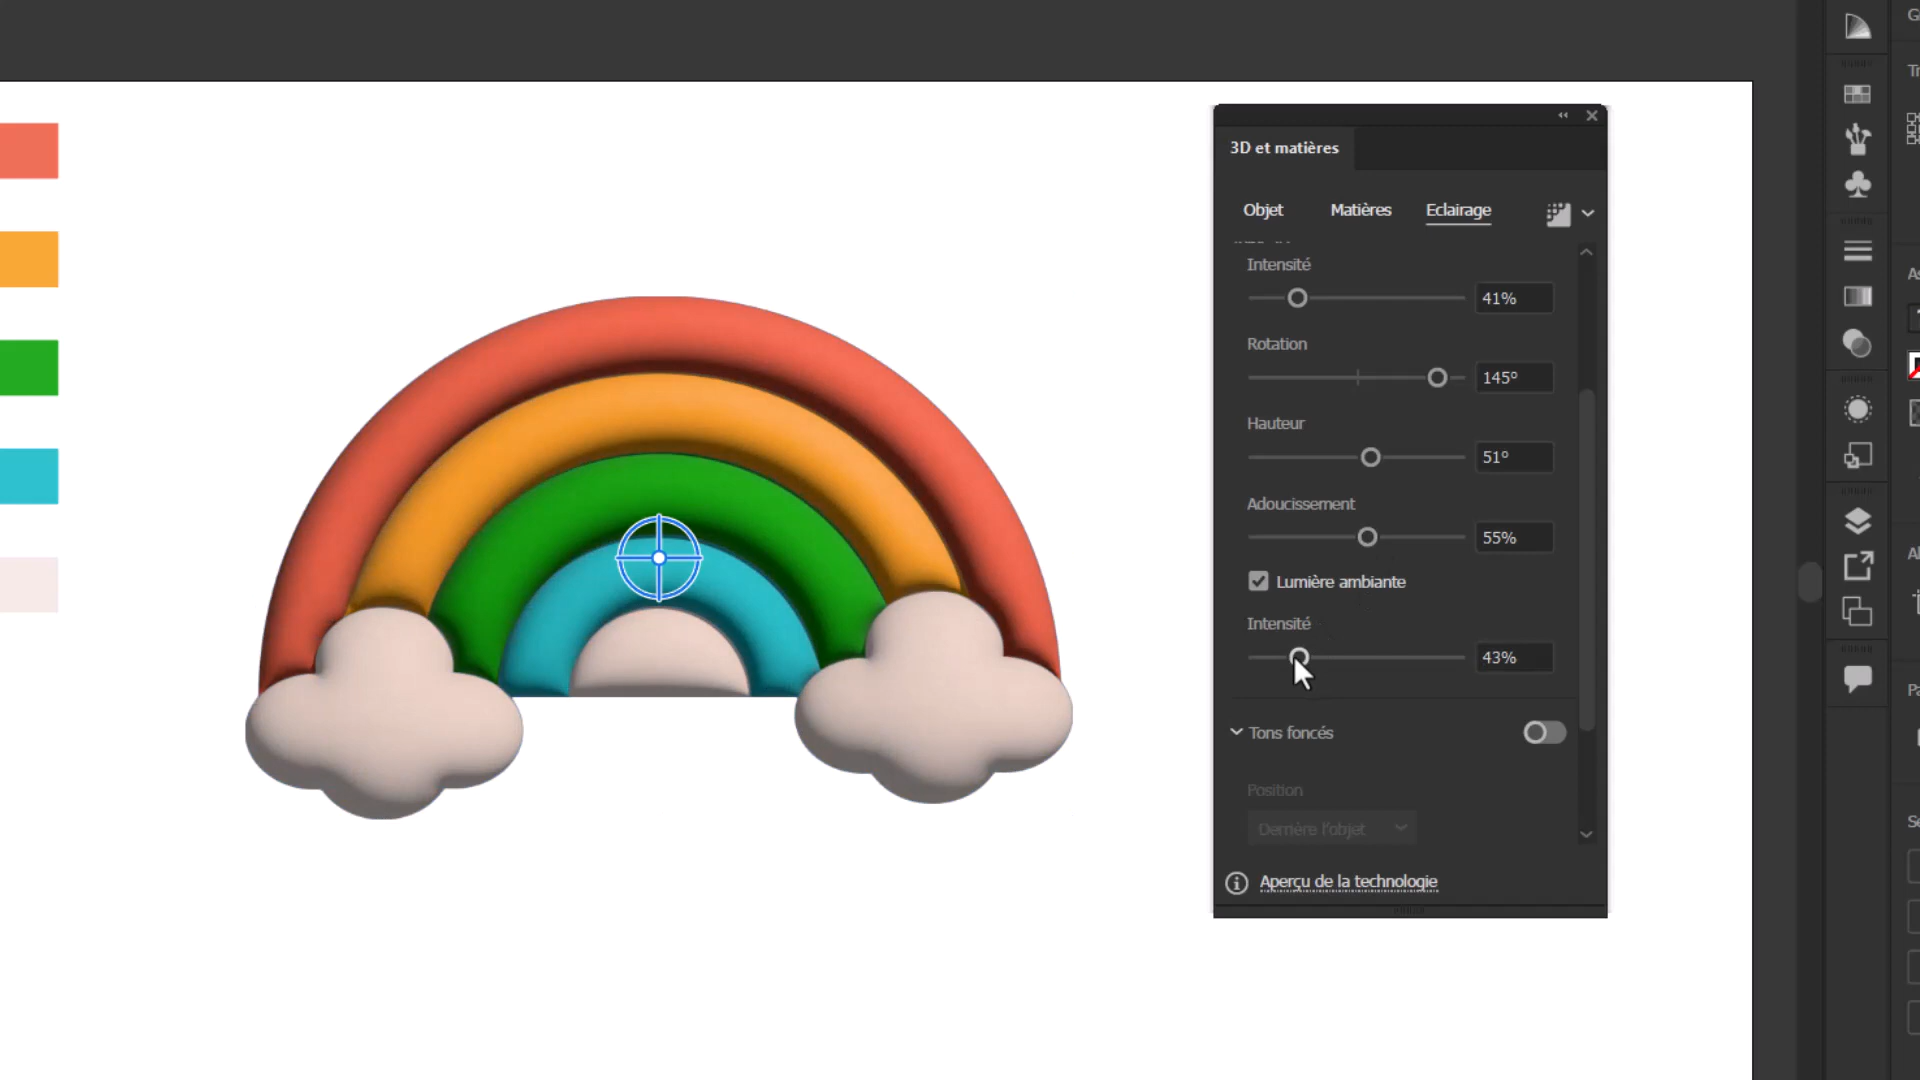 3D et matières
Objet
Matières
Eclairage
Intensité
41%
Rotation
145°
Hauteur
51°
Adoucissement
55%
Lumière ambiante
Intensité
43%
Tons foncés
Position
Derrière l'objet
Aperçu de la technologie